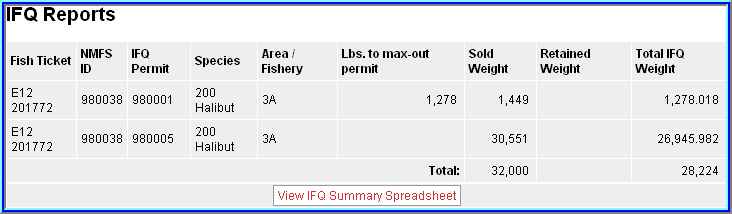 IFQ Reports
Fish Ticket NMFS ID IFQ Permit Species Area / Fishery Lbs. to max-out permit Sold Weight Retained Weight Total IFQ Weight
E12 201772 980038 980001 200 Halibut 3A 1,278 1,449 1,278.018
E12 201772 980038 980005 200 Halibut 3A 30,551 26,945.982
Total: 32,000 28,224
View IFQ Summary Spreadsheet